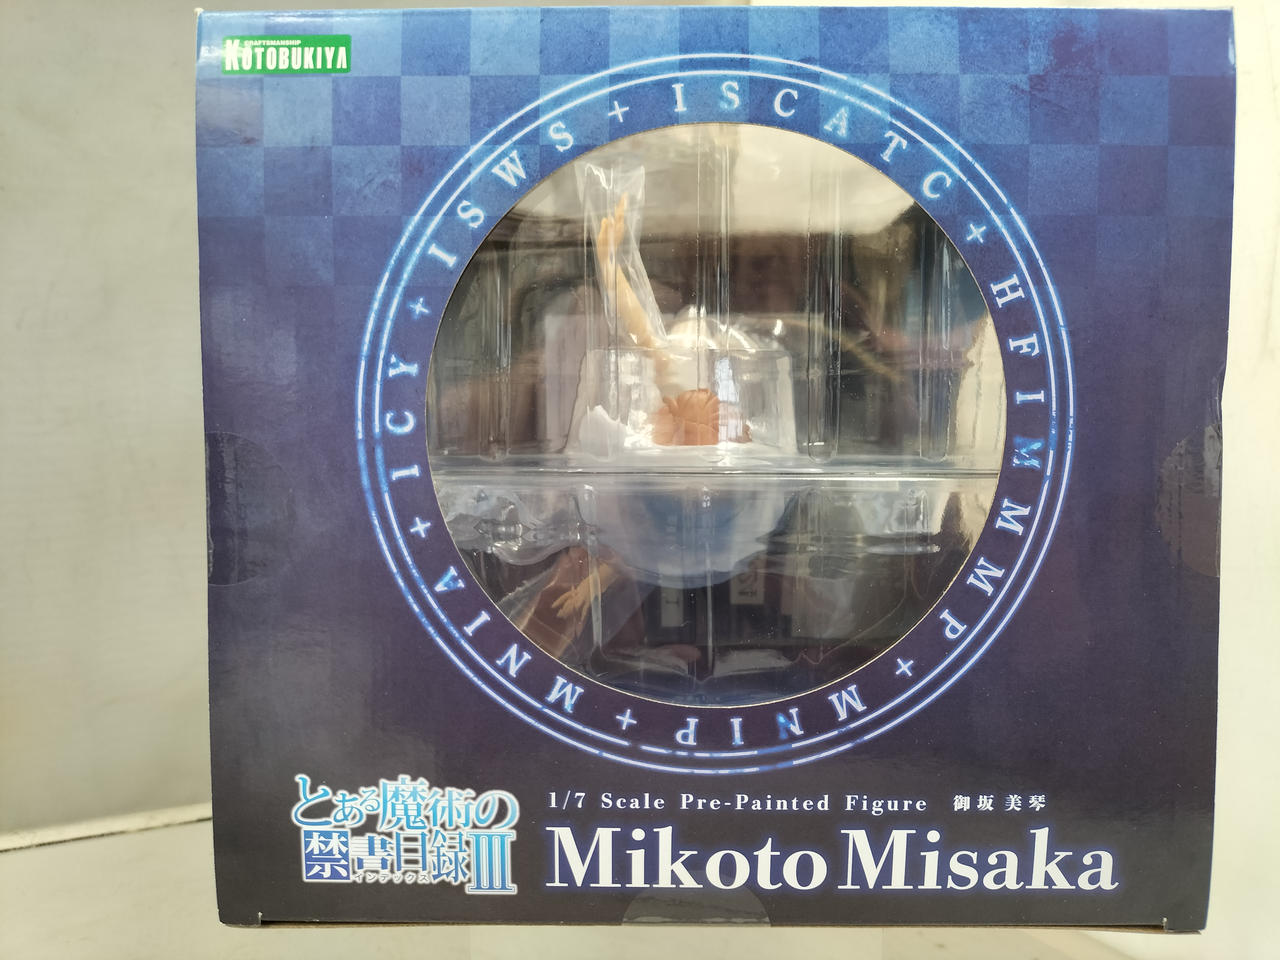 CRAFTSMANSHIP
KOTOBUKIYA
ISCATC + HFIMMMP + MNIP + MNIA + ICY + ISWS +
とある魔術の
禁書目録III
インデックス
1/7 Scale Pre-Painted Figure 御坂美琴
Mikoto Misaka